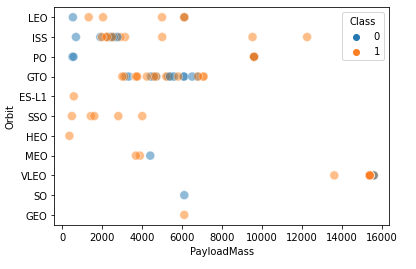 LEO
ISS
PO
GTO
ES-L1
SSO
HEO
MEO
VLEO
SO
GEO
Orbit
Class
0
1
0 2000 4000 6000 8000 10000 12000 14000 16000
PayloadMass